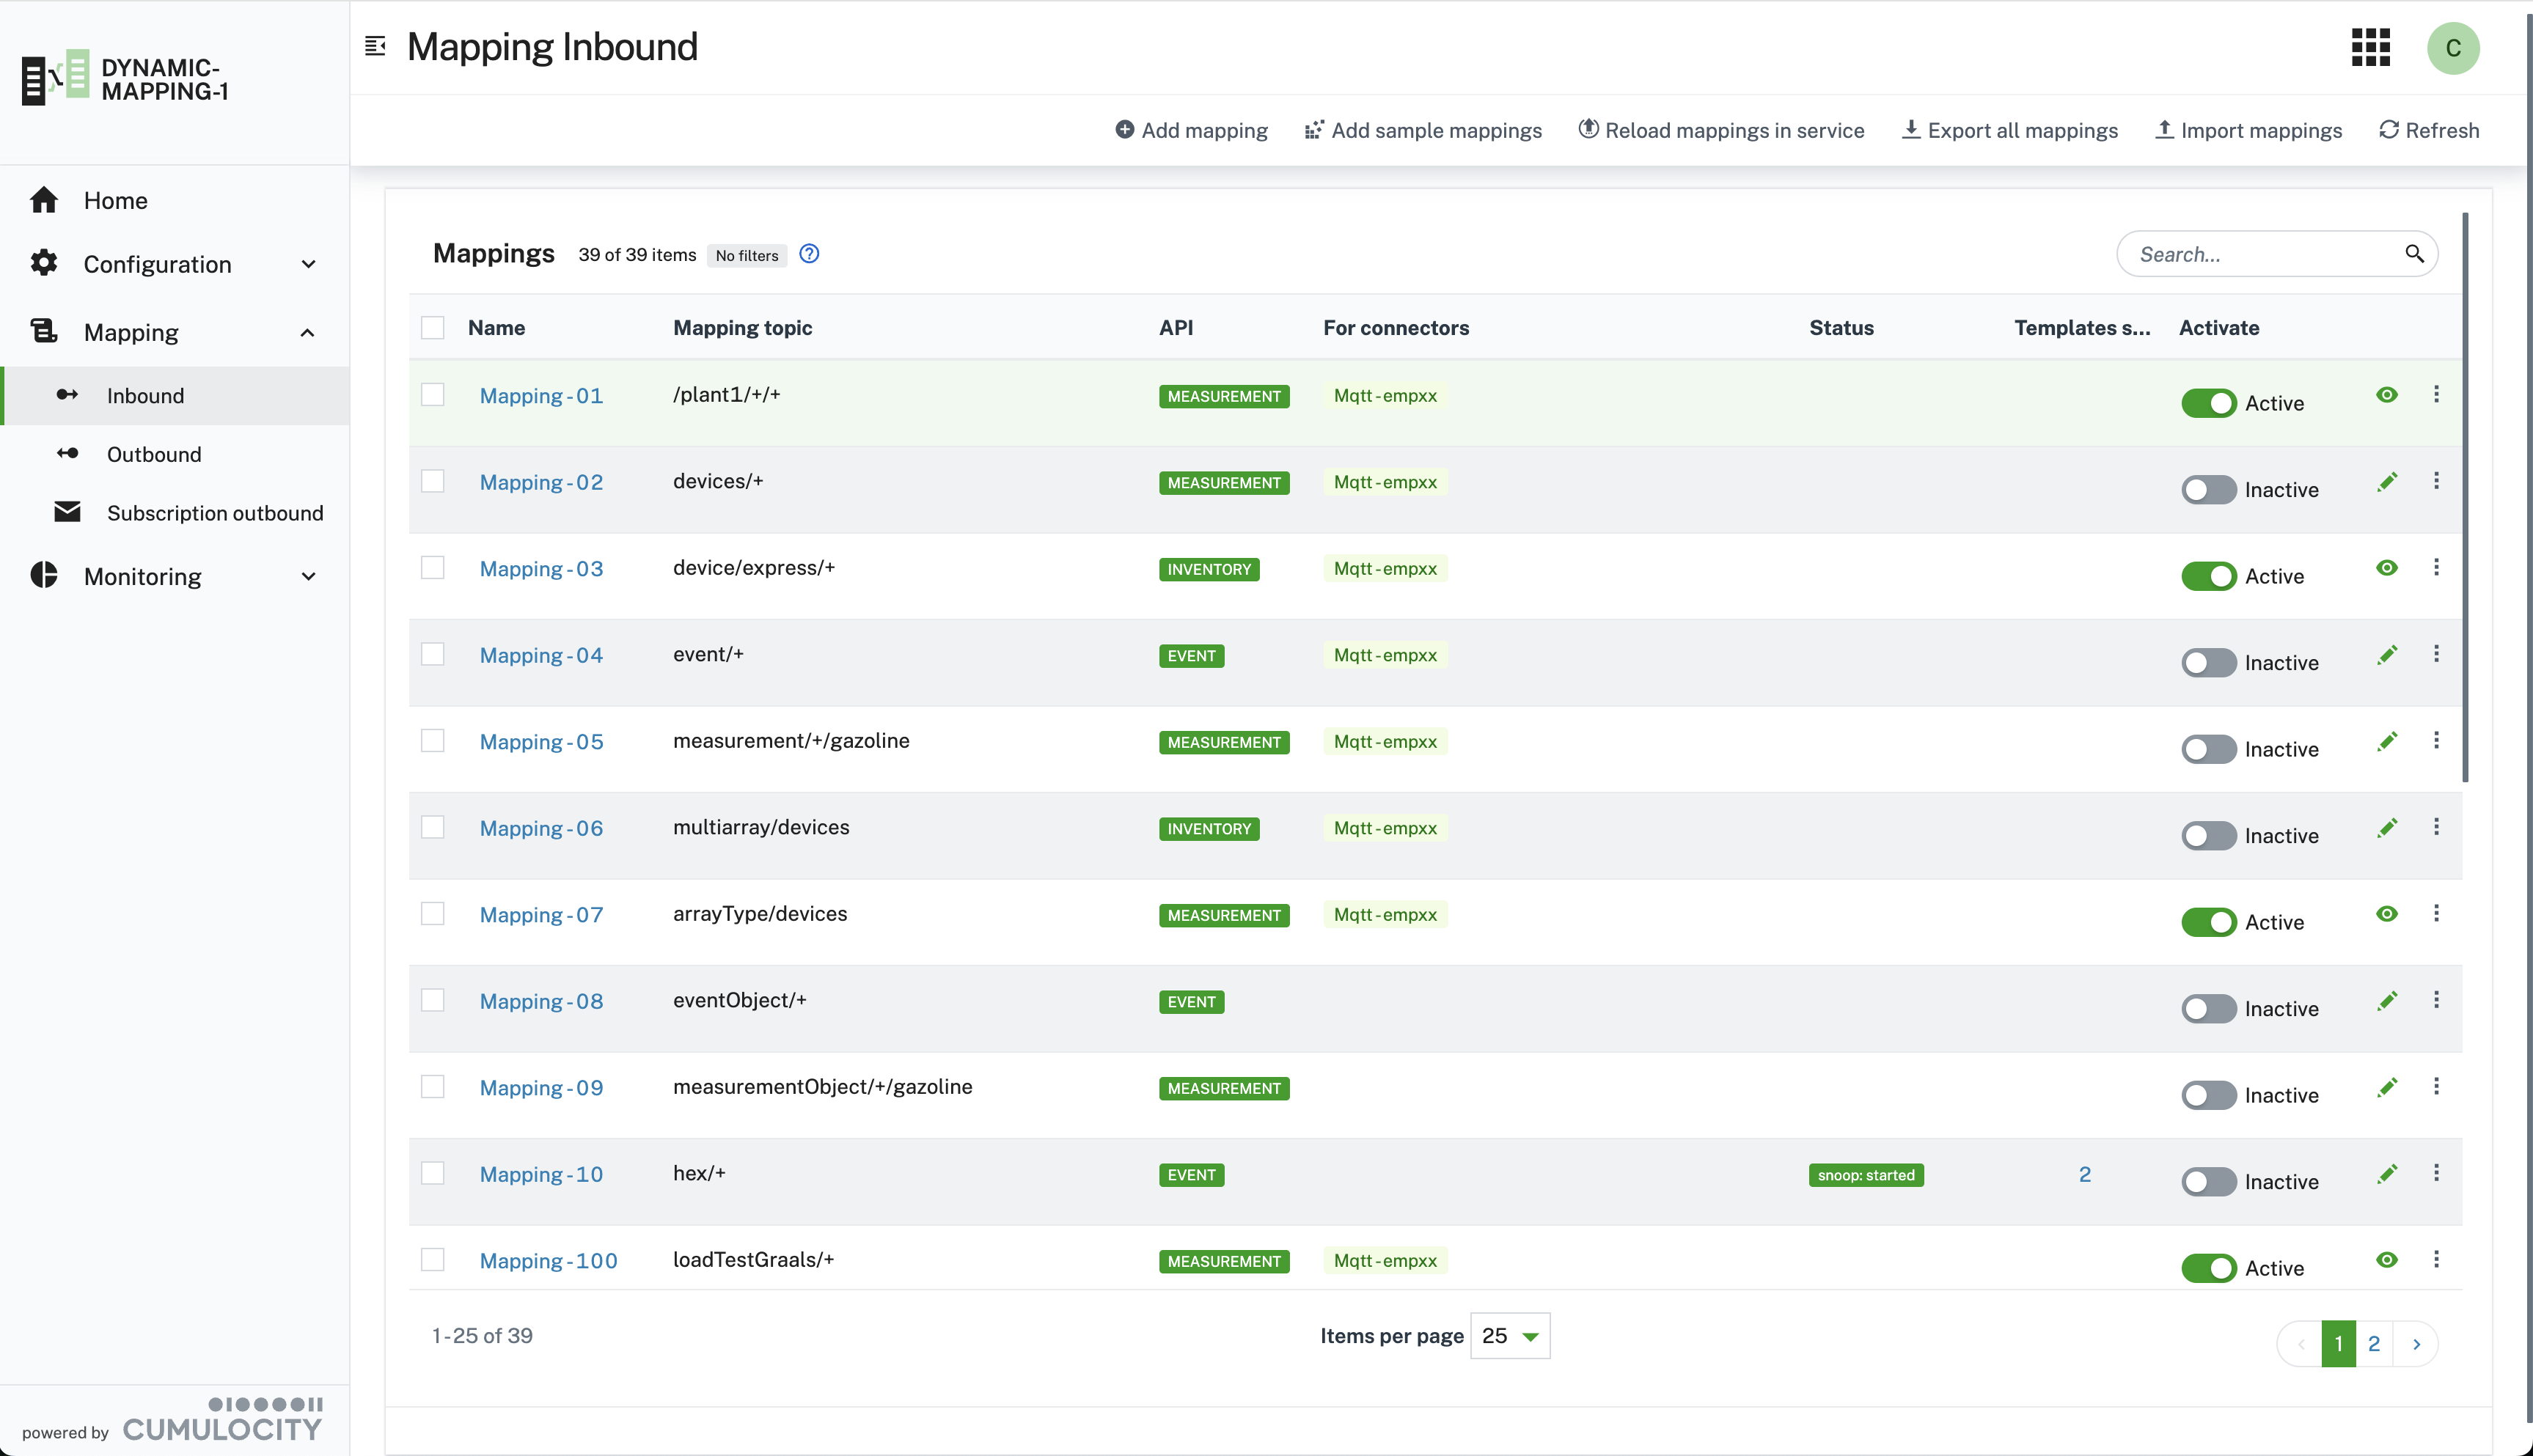 DYNAMIC-
MAPPING-1
Home
Configuration
Mapping
Inbound
Outbound
Subscription outbound
Monitoring
powered by CUMULOCITY
Mapping Inbound
C
Add mapping Add sample mappings Reload mappings in service Export all mappings Import mappings Refresh
Mappings 39 of 39 items No filters ? Search...
Name Mapping topic API For connectors Status Templates s... Activate
Mapping - 01 /plant1/+/+ MEASUREMENT Mqtt - empxx Active
Mapping - 02 devices/+ MEASUREMENT Mqtt - empxx Inactive
Mapping - 03 device/express/+ INVENTORY Mqtt - empxx Active
Mapping - 04 event/+ EVENT Mqtt - empxx Inactive
Mapping - 05 measurement/+/gazoline MEASUREMENT Mqtt - empxx Inactive
Mapping - 06 multiarray/devices INVENTORY Mqtt - empxx Inactive
Mapping - 07 arrayType/devices MEASUREMENT Mqtt - empxx Active
Mapping - 08 eventObject/+ EVENT Inactive
Mapping - 09 measurementObject/+/gazoline MEASUREMENT Inactive
Mapping - 10 hex/+ EVENT snoop: started 2 Inactive
Mapping - 100 loadTestGraals/+ MEASUREMENT Mqtt - empxx Active
1 - 25 of 39 Items per page 25 ‹ 1 2 ›